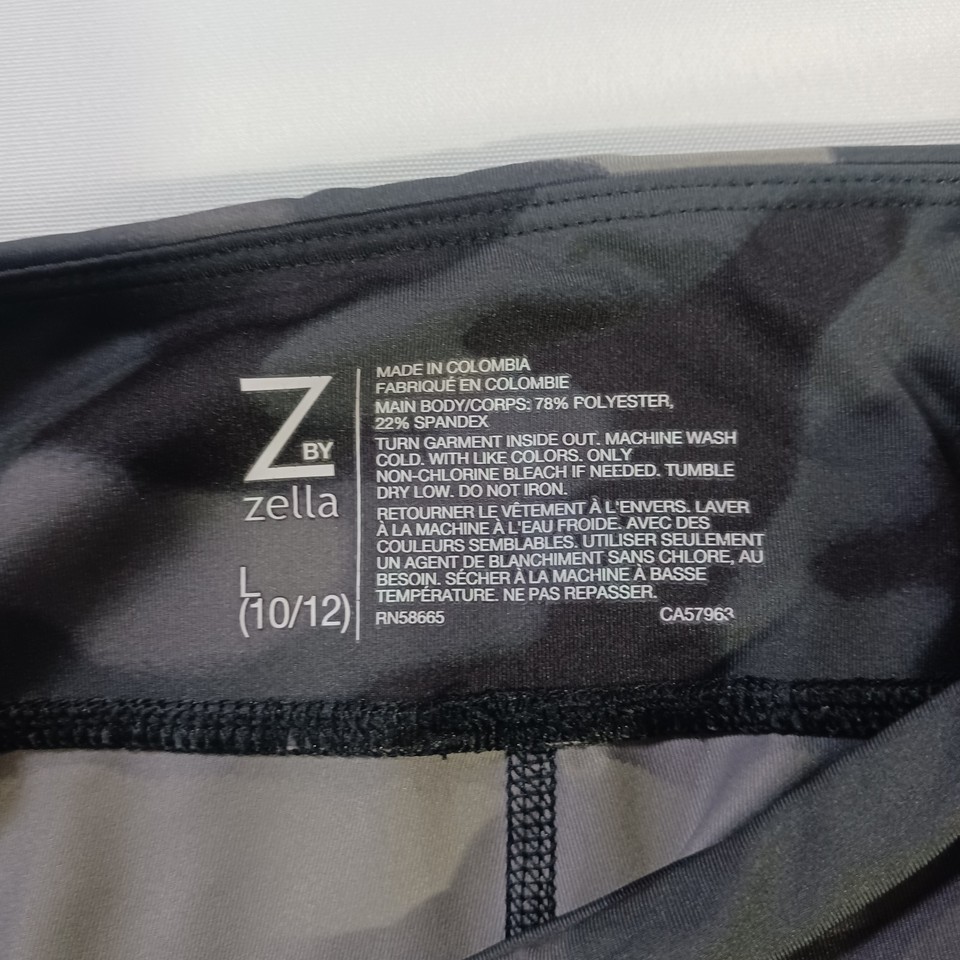 Z BY
zella
L
(10/12)
MADE IN COLOMBIA
FABRIQUÉ EN COLOMBIE
MAIN BODY/CORPS: 78% POLYESTER,
22% SPANDEX
TURN GARMENT INSIDE OUT. MACHINE WASH
COLD. WITH LIKE COLORS. ONLY
NON-CHLORINE BLEACH IF NEEDED. TUMBLE
DRY LOW. DO NOT IRON.
RETOURNER LE VÊTEMENT À L'ENVERS. LAVER
À LA MACHINE À L'EAU FROIDE. AVEC DES
COULEURS SEMBLABLES. UTILISER SEULEMENT
UN AGENT DE BLANCHIMENT SANS CHLORE, AU
BESOIN. SÉCHER À LA MACHINE À BASSE
TEMPÉRATURE. NE PAS REPASSER.
RN58665 CA57963